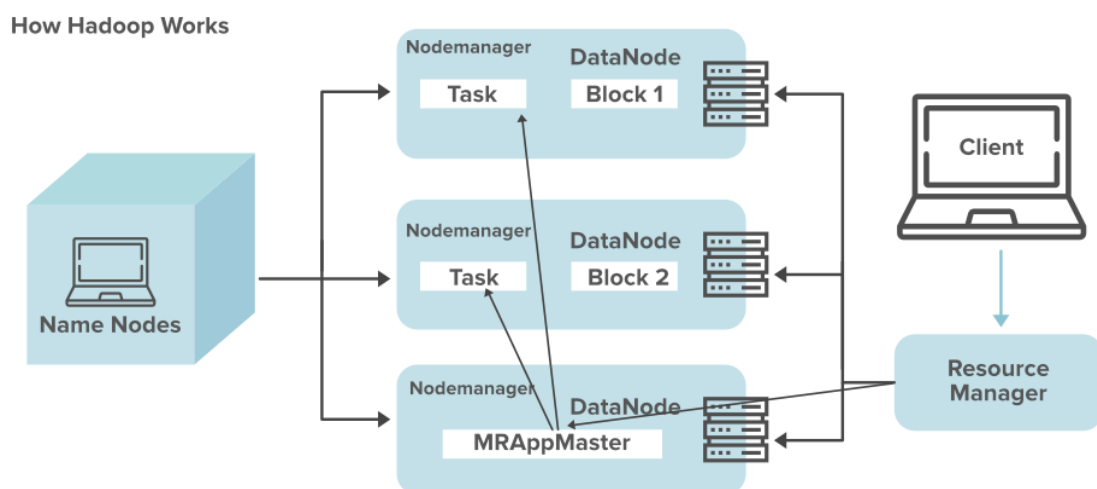 How Hadoop Works
Nodemanager
DataNode
Task
Block 1
Nodemanager
DataNode
Task
Block 2
Nodemanager
DataNode
MRAppMaster
Name Nodes
Client
Resource
Manager